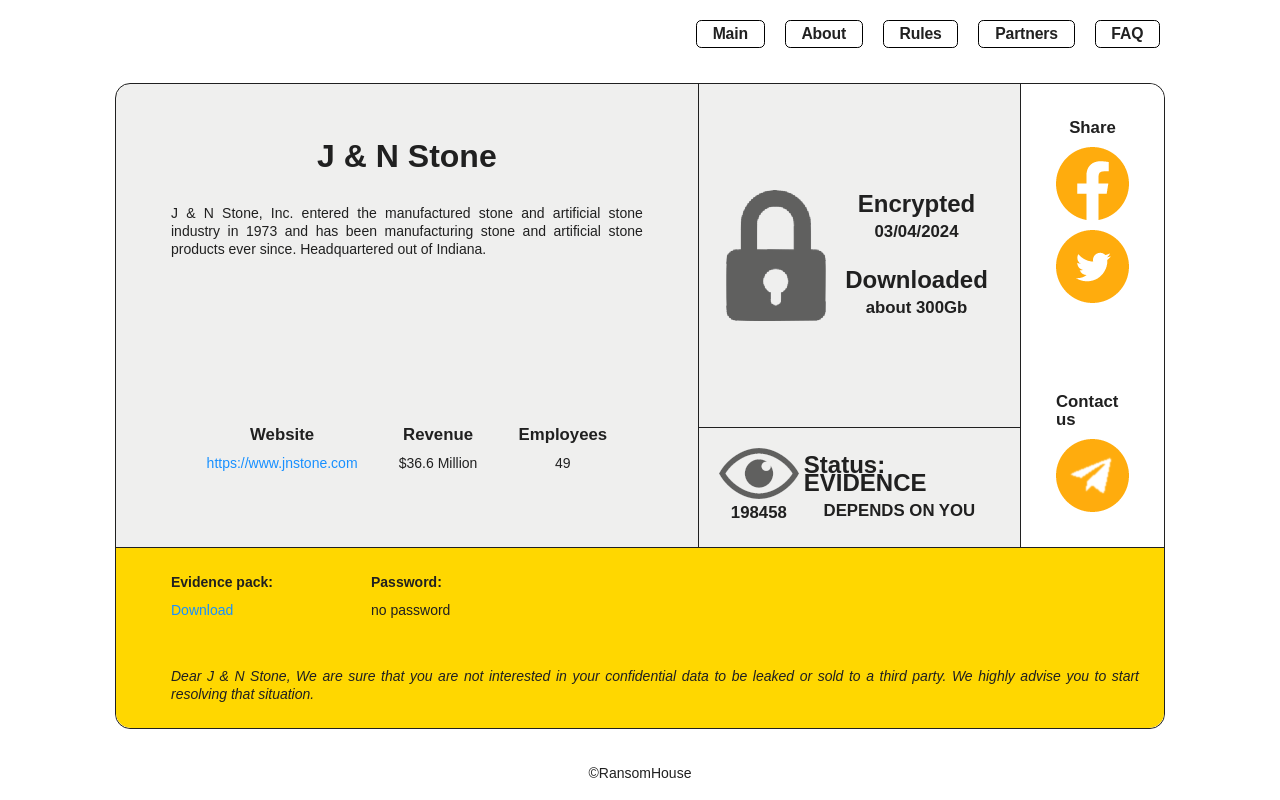 Main
About
Rules
Partners
FAQ
J & N Stone
J & N Stone, Inc. entered the manufactured stone and artificial stone
industry in 1973 and has been manufacturing stone and artificial stone
products ever since. Headquartered out of Indiana.
Website
https://www.jnstone.com
Revenue
$36.6 Million
Employees
49
Encrypted
03/04/2024
Downloaded
about 300Gb
198458
Status:
EVIDENCE
DEPENDS ON YOU
Share
Contact
us
Evidence pack:
Download
Password:
no password
Dear J & N Stone, We are sure that you are not interested in your confidential data to be leaked or sold to a third party. We highly advise you to start
resolving that situation.
©RansomHouse